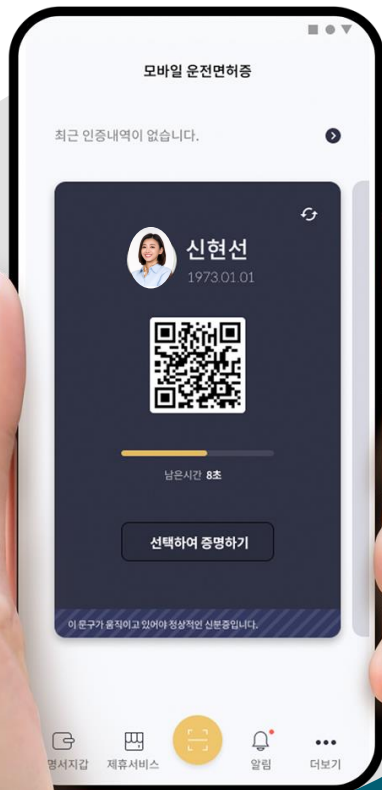 모바일 운전면허증
최근 인증내역이 없습니다.
신현선
1973.01.01
남은시간 8초
선택하여 증명하기
이 문구가 움직이고 있어야 정상적인 신분증입니다.
명서지갑 제휴서비스 알림 더보기